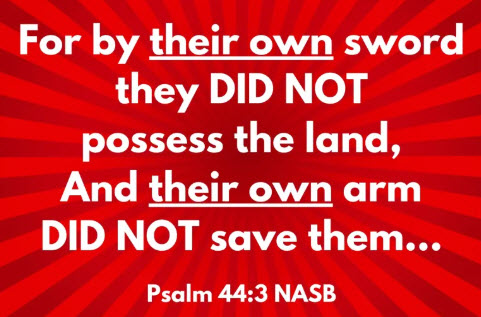 For by their own sword
they DID NOT
possess the land,
And their own arm
DID NOT save them...
Psalm 44:3 NASB